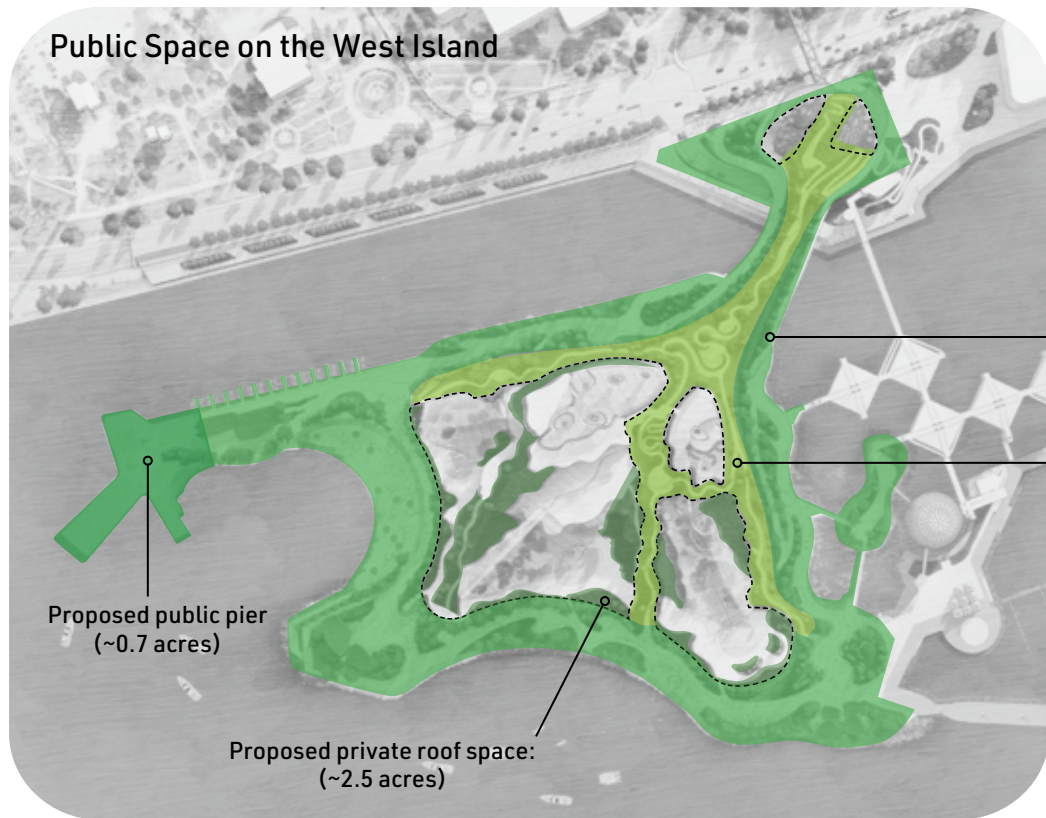 Public Space on the West Island
Proposed public pier
(~0.7 acres)
Proposed private roof space:
(~2.5 acres)